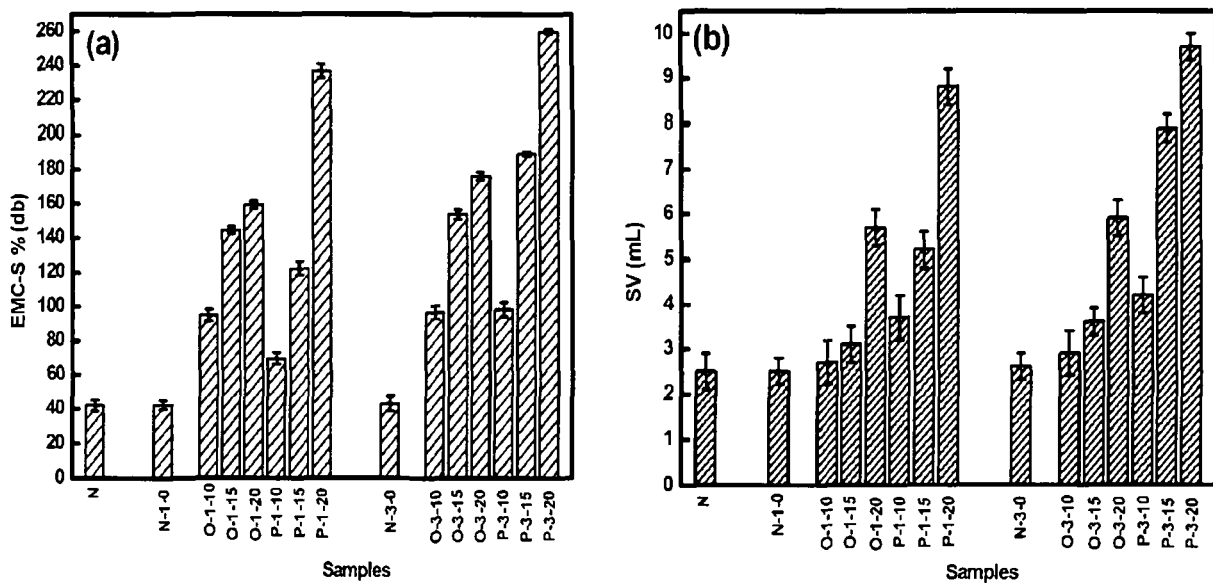 (a)
EMC-S % (db)
260
240
220
200
180
160
140
120
100
80
60
40
20
0
N
N-1-0
O-1-10
O-1-15
O-1-20
P-1-10
P-1-15
P-1-20
N-3-0
O-3-10
O-3-15
O-3-20
P-3-10
P-3-15
P-3-20
Samples
(b)
SV (mL)
10
9
8
7
6
5
4
3
2
1
0
N
N-1-0
O-1-10
O-1-15
O-1-20
P-1-10
P-1-15
P-1-20
N-3-0
O-3-10
O-3-15
O-3-20
P-3-10
P-3-15
P-3-20
Samples